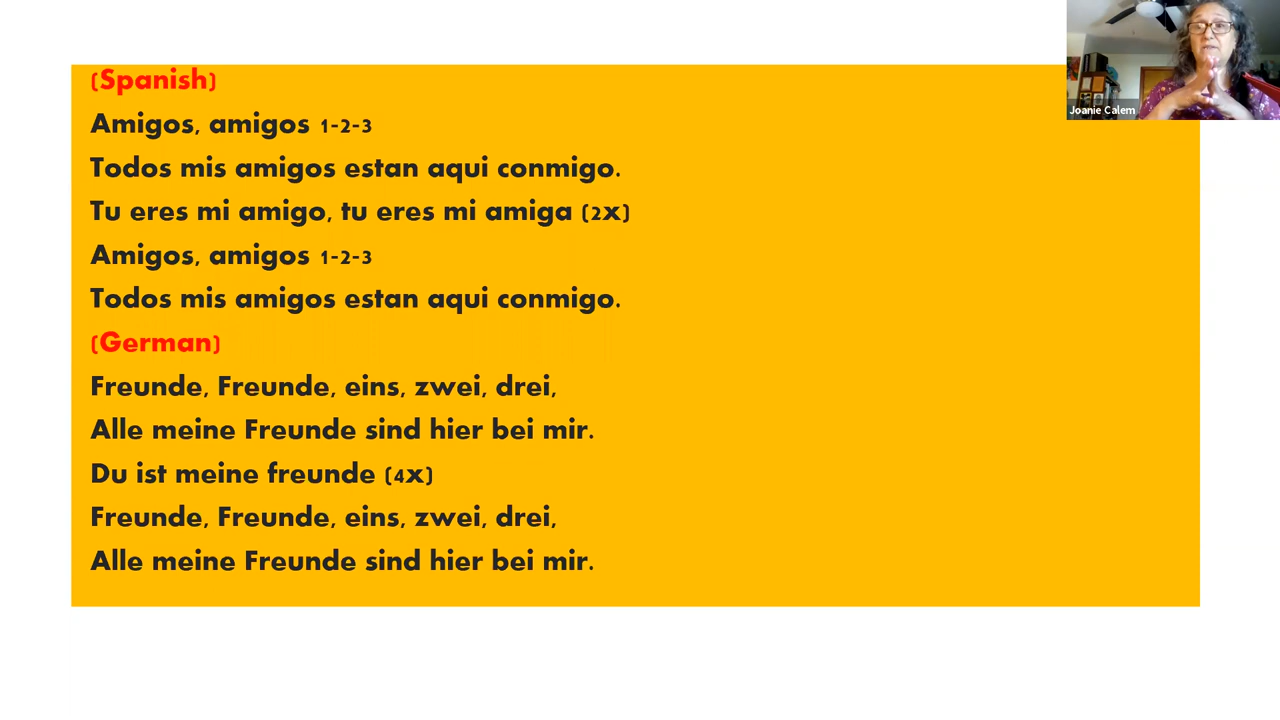 (Spanish)
Amigos, amigos 1-2-3
Todos mis amigos estan aqui conmigo.
Tu eres mi amigo, tu eres mi amiga (2x)
Amigos, amigos 1-2-3
Todos mis amigos estan aqui conmigo.
(German)
Freunde, Freunde, eins, zwei, drei,
Alle meine Freunde sind hier bei mir.
Du ist meine freunde (4x)
Freunde, Freunde, eins, zwei, drei,
Alle meine Freunde sind hier bei mir.
Joanie Calem